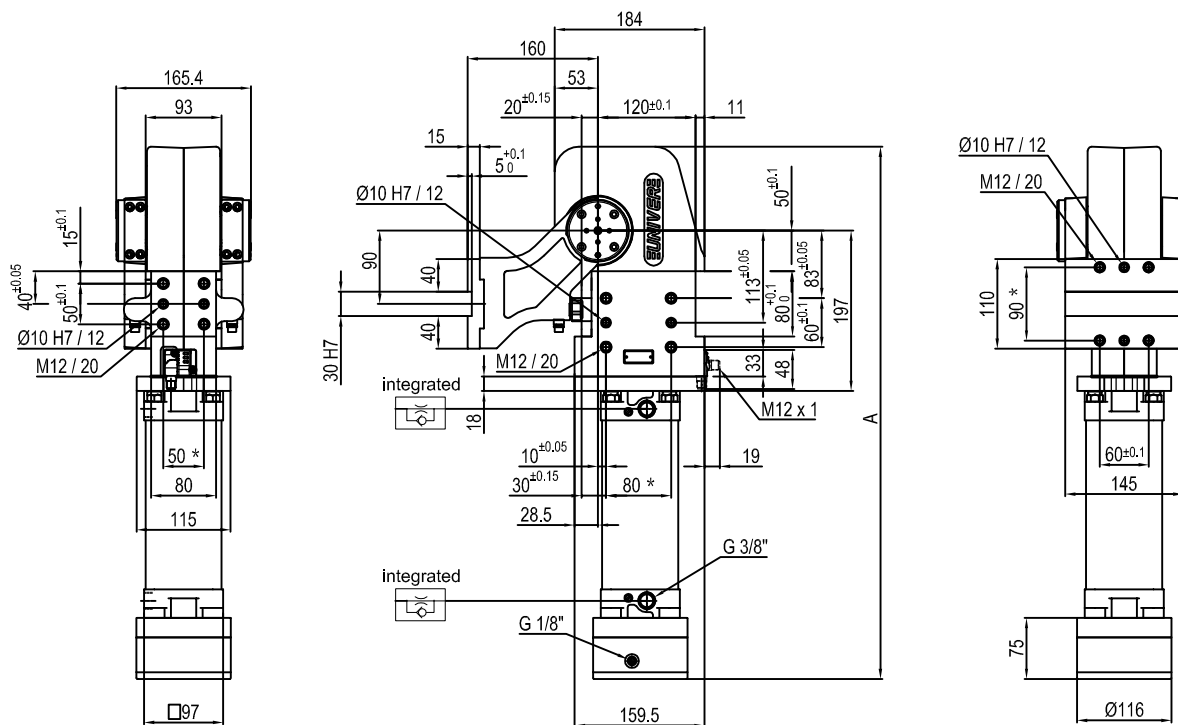 165.4
93
15±0.1
40±0.05
50±0.1
Ø10 H7 / 12
M12 / 20
50 *
80
115
□97
184
160
53
20±0.15
120±0.1
11
15
5 +0.1 0
Ø10 H7 / 12
90
40
40
30 H7
UNIVER
50±0.1
113±0.05
83±0.05
80 +0.1 0
60±0.1
197
33
48
M12 / 20
M12 x 1
integrated
18
A
10±0.05
19
30±0.15
80 *
28.5
G 3/8"
integrated
G 1/8"
159.5
Ø10 H7 / 12
M12 / 20
110
90 *
60±0.1
145
75
Ø116